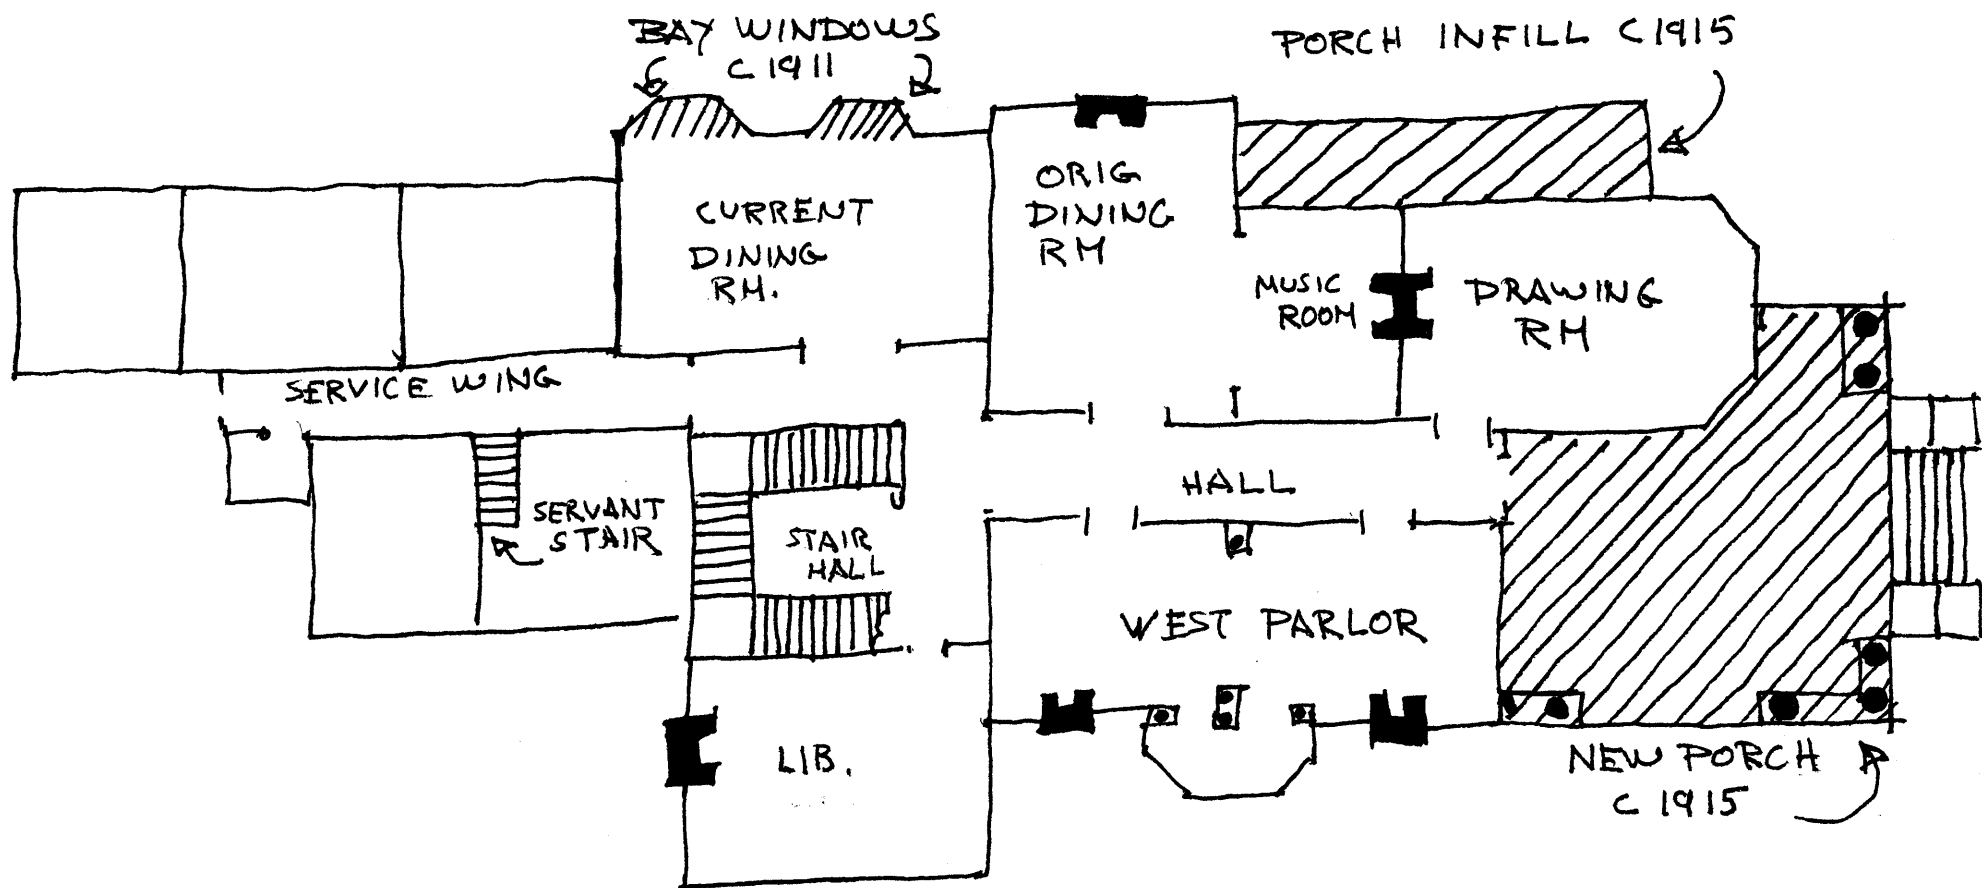 BAY WINDOWS
C 1911
PORCH INFILL C 1915
CURRENT
DINING
RM.
ORIG
DINING
RM
MUSIC
ROOM
DRAWING
RM
SERVICE WING
SERVANT
STAIR
STAIR
HALL
HALL
WEST PARLOR
LIB.
NEW PORCH
C 1915